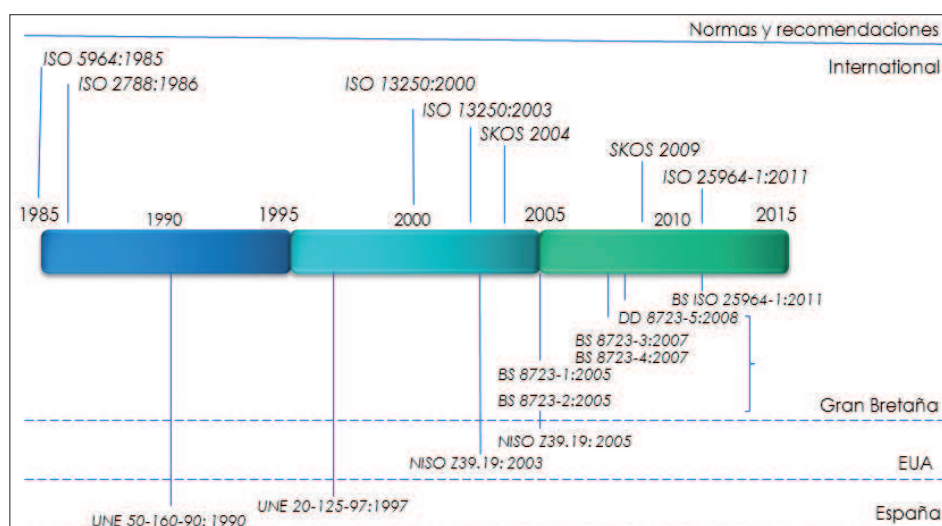 Normas y recomendaciones
ISO 5964:1985
International
ISO 2788:1986
ISO 13250:2000
ISO 13250:2003
SKOS 2004
SKOS 2009
ISO 25964-1:2011
1985
1990
1995
2000
2005
2010
2015
BS ISO 25964-1:2011
DD 8723-5:2008
BS 8723-3:2007
BS 8723-4:2007
BS 8723-1:2005
BS 8723-2:2005
Gran Bretaña
NISO Z39.19: 2005
NISO Z39.19: 2003
EUA
UNE 20-125-97:1997
UNE 50-160-90: 1990
España